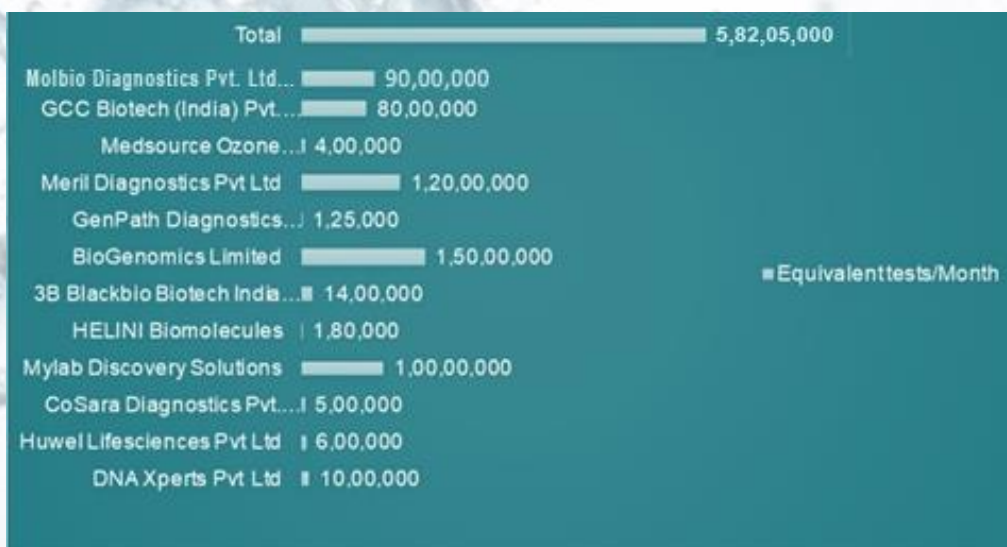 Total 5,82,05,000
Molbio Diagnostics Pvt. Ltd... 90,00,000
GCC Biotech (India) Pvt.... 80,00,000
Medsource Ozone... 4,00,000
Meril Diagnostics Pvt Ltd 1,20,00,000
GenPath Diagnostics... 1,25,000
BioGenomics Limited 1,50,00,000
Equivalent tests/Month
3B Blackbio Biotech India... 14,00,000
HELINI Biomolecules 1,80,000
Mylab Discovery Solutions 1,00,00,000
CoSara Diagnostics Pvt.... 5,00,000
Huwel Lifesciences Pvt Ltd 6,00,000
DNA Xperts Pvt Ltd 10,00,000